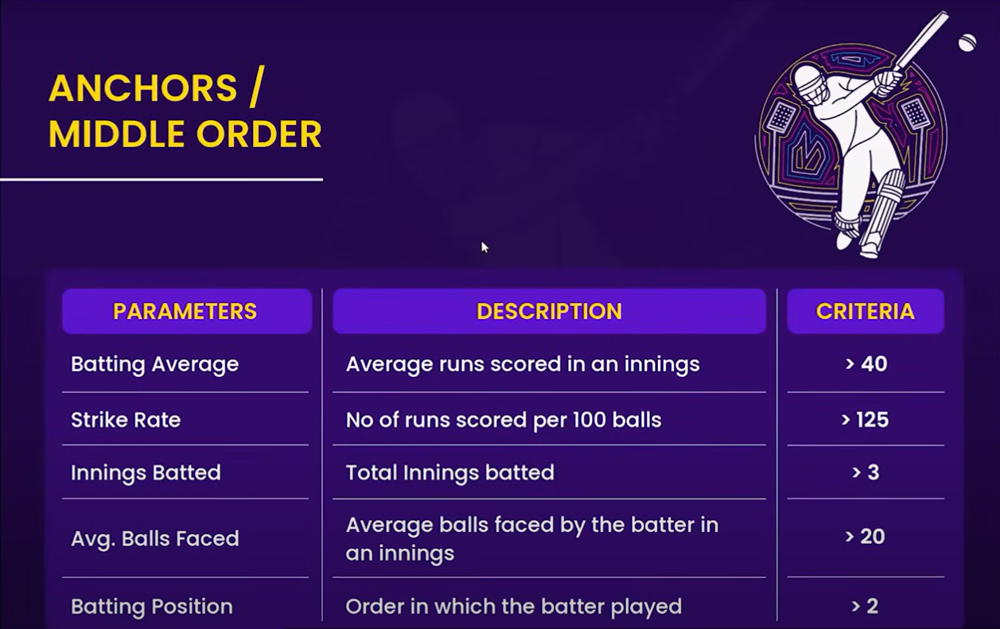 ANCHORS /
MIDDLE ORDER
PARAMETERS DESCRIPTION CRITERIA
Batting Average Average runs scored in an innings > 40
Strike Rate No of runs scored per 100 balls > 125
Innings Batted Total Innings batted > 3
Avg. Balls Faced Average balls faced by the batter in
an innings > 20
Batting Position Order in which the batter played > 2